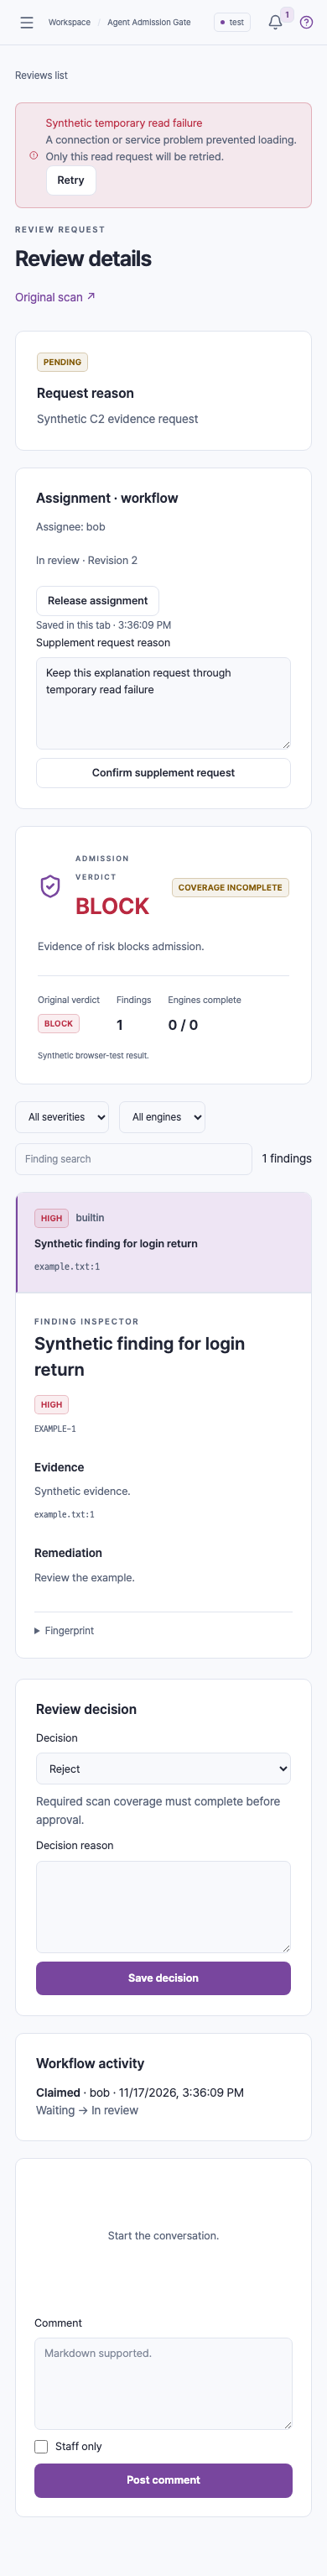 Workspace / Agent Admission Gate
test
1
Reviews list
Synthetic temporary read failure
A connection or service problem prevented loading.
Only this read request will be retried.
Retry
REVIEW REQUEST
Review details
Original scan ↗
PENDING
Request reason
Synthetic C2 evidence request
Assignment · workflow
Assignee: bob
In review · Revision 2
Release assignment
Saved in this tab · 3:36:09 PM
Supplement request reason
Keep this explanation request through
temporary read failure
Confirm supplement request
ADMISSION
VERDICT
BLOCK
COVERAGE INCOMPLETE
Evidence of risk blocks admission.
Original verdict
BLOCK
Findings
1
Engines complete
0 / 0
Synthetic browser-test result.
All severities
All engines
Finding search
1 findings
HIGH builtin
Synthetic finding for login return
example.txt:1
FINDING INSPECTOR
Synthetic finding for login
return
HIGH
EXAMPLE-1
Evidence
Synthetic evidence.
example.txt:1
Remediation
Review the example.
Fingerprint
Review decision
Decision
Reject
Required scan coverage must complete before
approval.
Decision reason
Save decision
Workflow activity
Claimed · bob · 11/17/2026, 3:36:09 PM
Waiting → In review
Start the conversation.
Comment
Markdown supported.
Staff only
Post comment